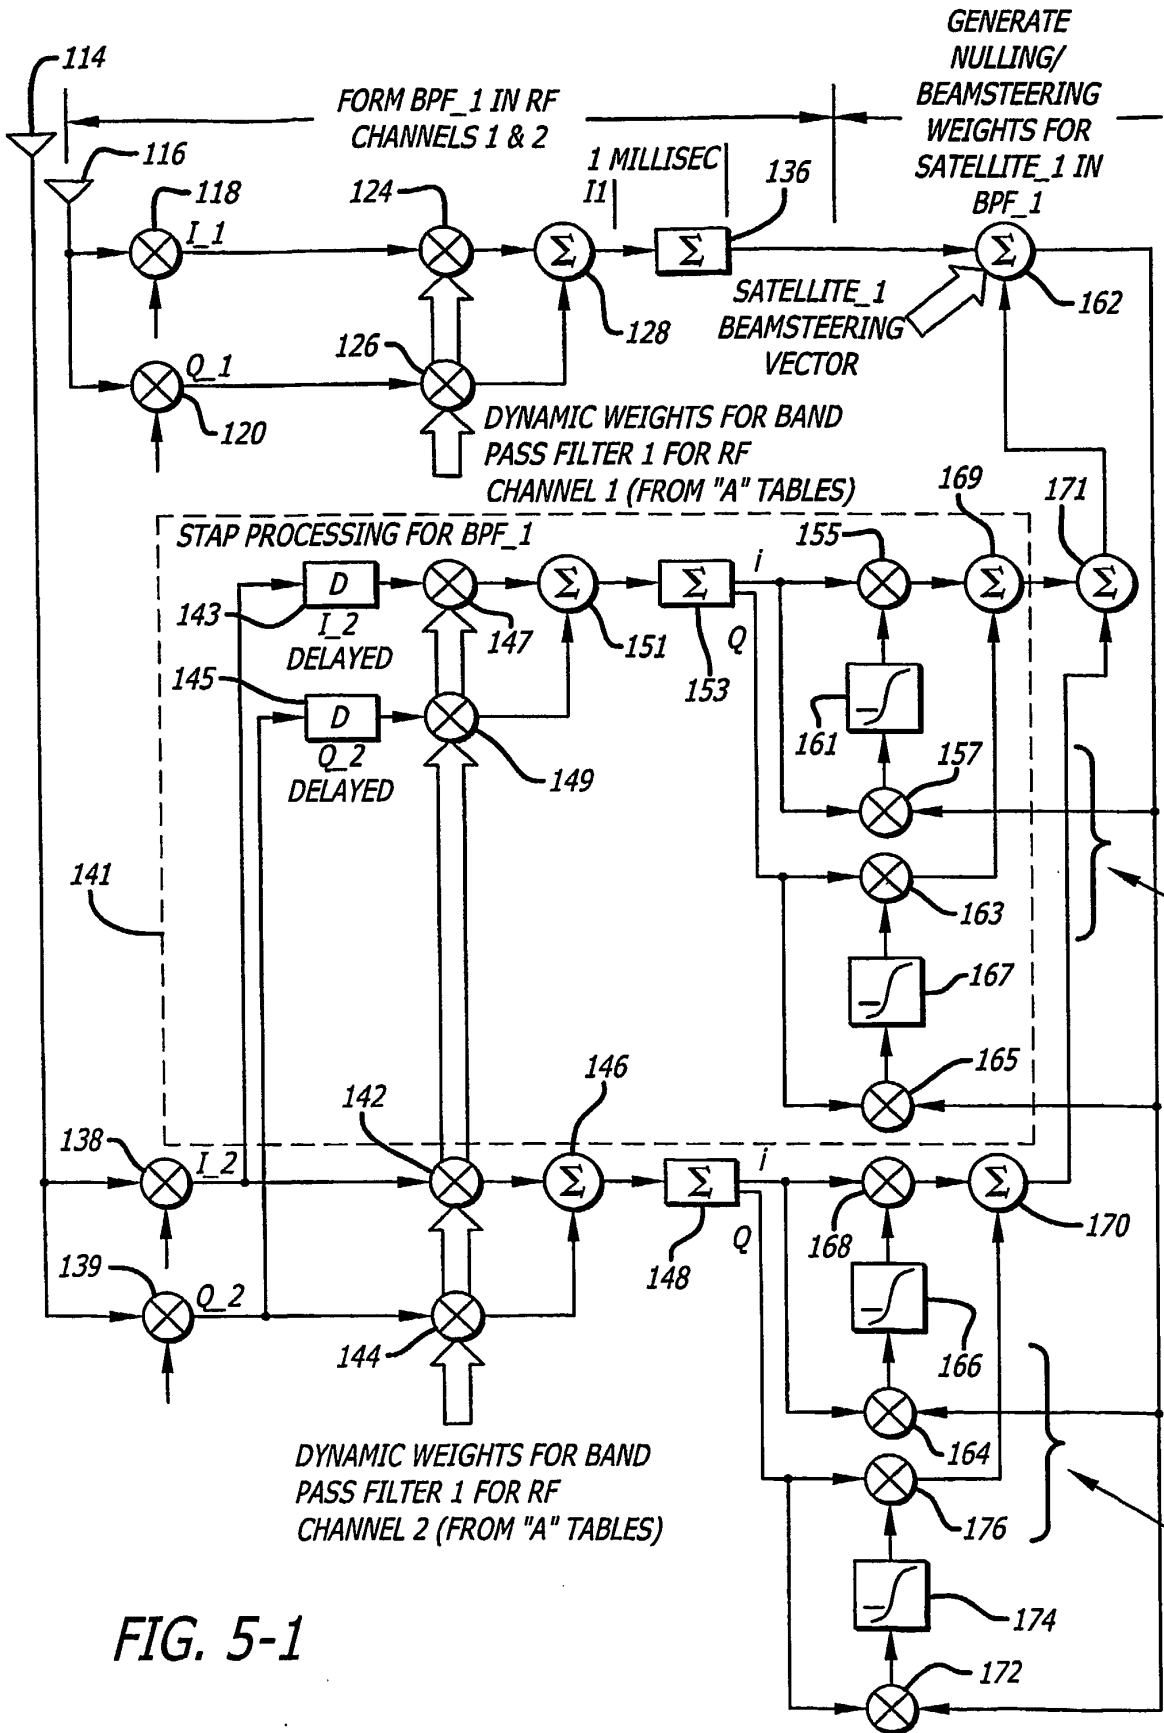 GENERATE
NULLING/
BEAMSTEERING
WEIGHTS FOR
SATELLITE_1 IN
BPF_1
114
FORM BPF_1 IN RF
CHANNELS 1 & 2
116
118
124
1 MILLISEC
I1
136
I_1
Σ
Σ
Σ
162
128
SATELLITE_1
BEAMSTEERING
VECTOR
126
Q_1
120
DYNAMIC WEIGHTS FOR BAND
PASS FILTER 1 FOR RF
CHANNEL 1 (FROM "A" TABLES)
169
171
STAP PROCESSING FOR BPF_1
155
i
D
Σ
Σ
Σ
Σ
143
I_2
DELAYED
147
151
Q
153
145
D
161
Q_2
DELAYED
149
157
141
163
167
165
146
142
138
I_2
i
Σ
Σ
Σ
168
170
139
Q
148
Q_2
144
166
164
DYNAMIC WEIGHTS FOR BAND
PASS FILTER 1 FOR RF
CHANNEL 2 (FROM "A" TABLES)
176
174
FIG. 5-1
172